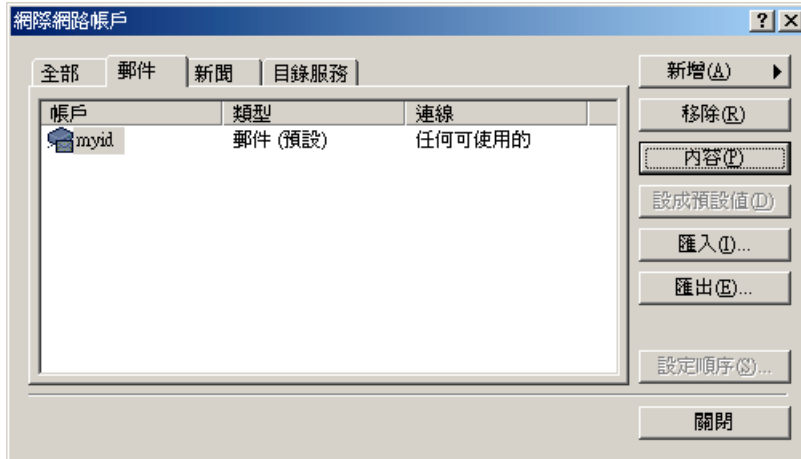 網際網路帳戶
全部 郵件 新聞 目錄服務
帳戶 類型 連線
myid 郵件 (預設) 任何可使用的
新增(A)
移除(R)
內容(P)
設成預設值(D)
匯入(I)...
匯出(E)...
設定順序(S)...
關閉